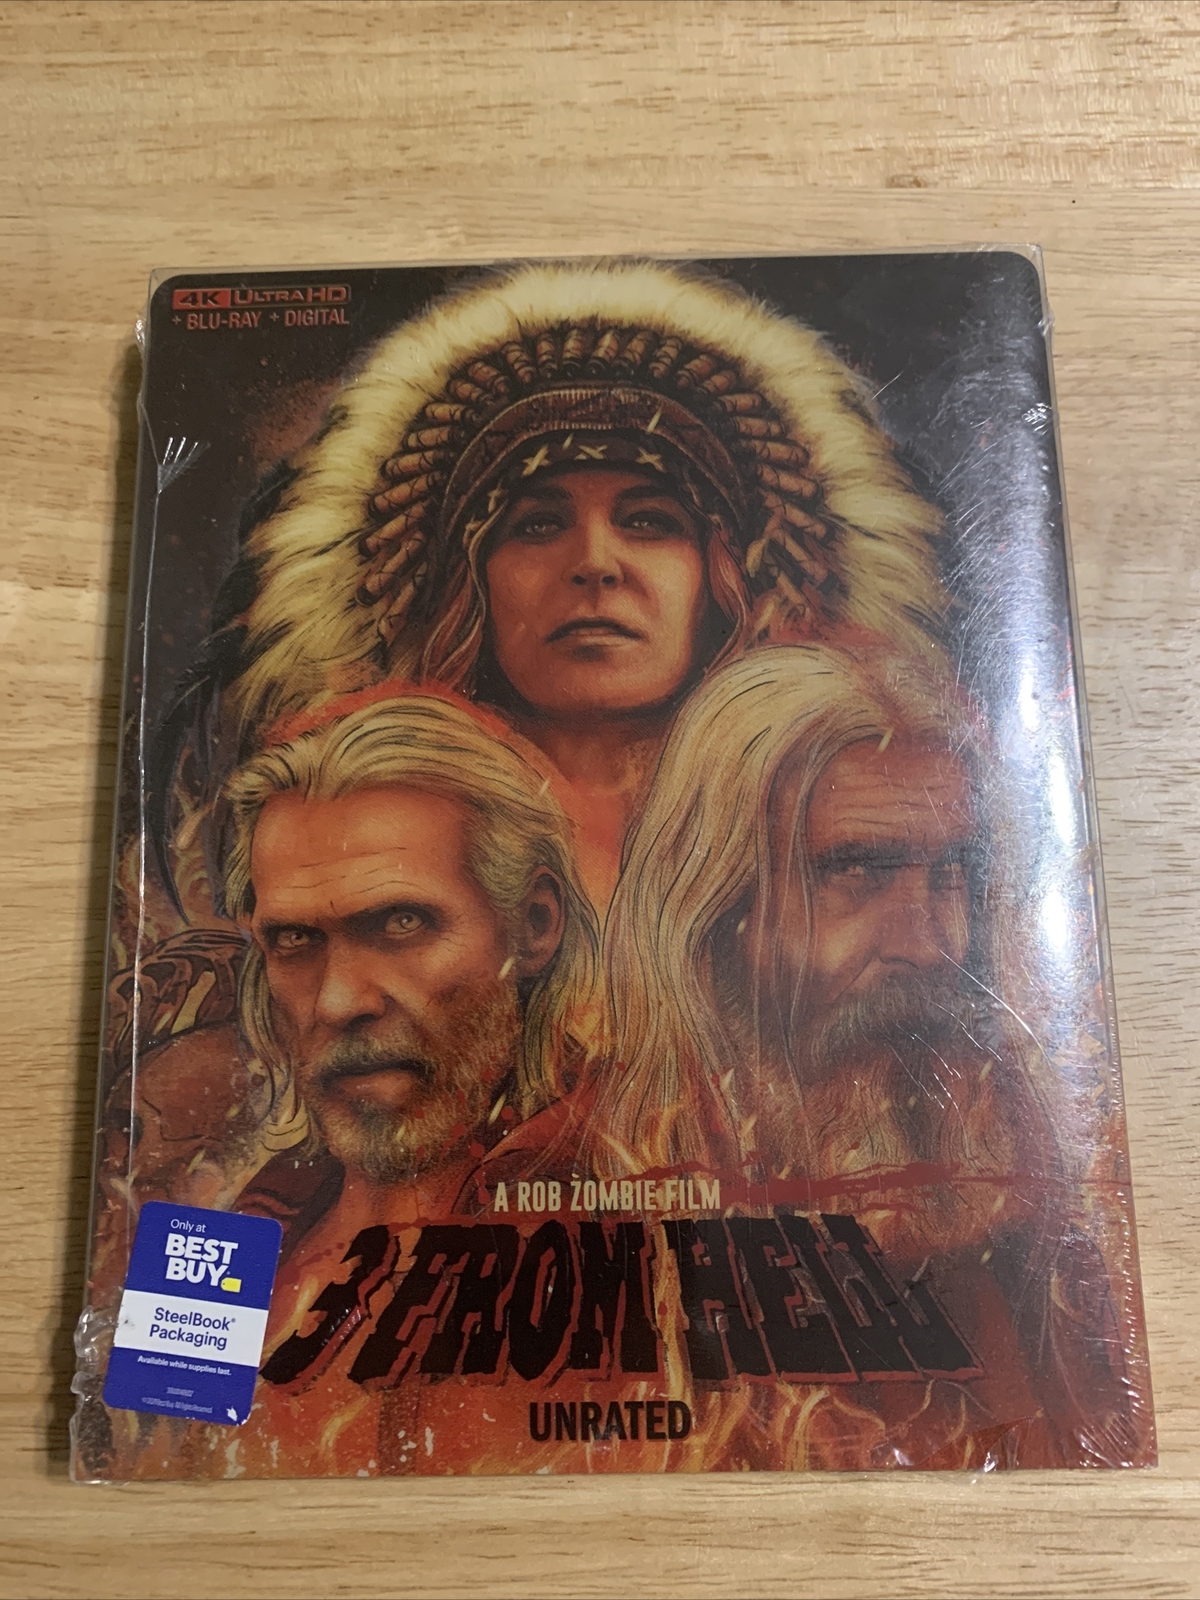 4K ULTRA HD
+ BLU-RAY + DIGITAL
A ROB ZOMBIE FILM
3 FROM HELL
UNRATED
Only at
BEST
BUY
SteelBook®
Packaging
Available while supplies last.